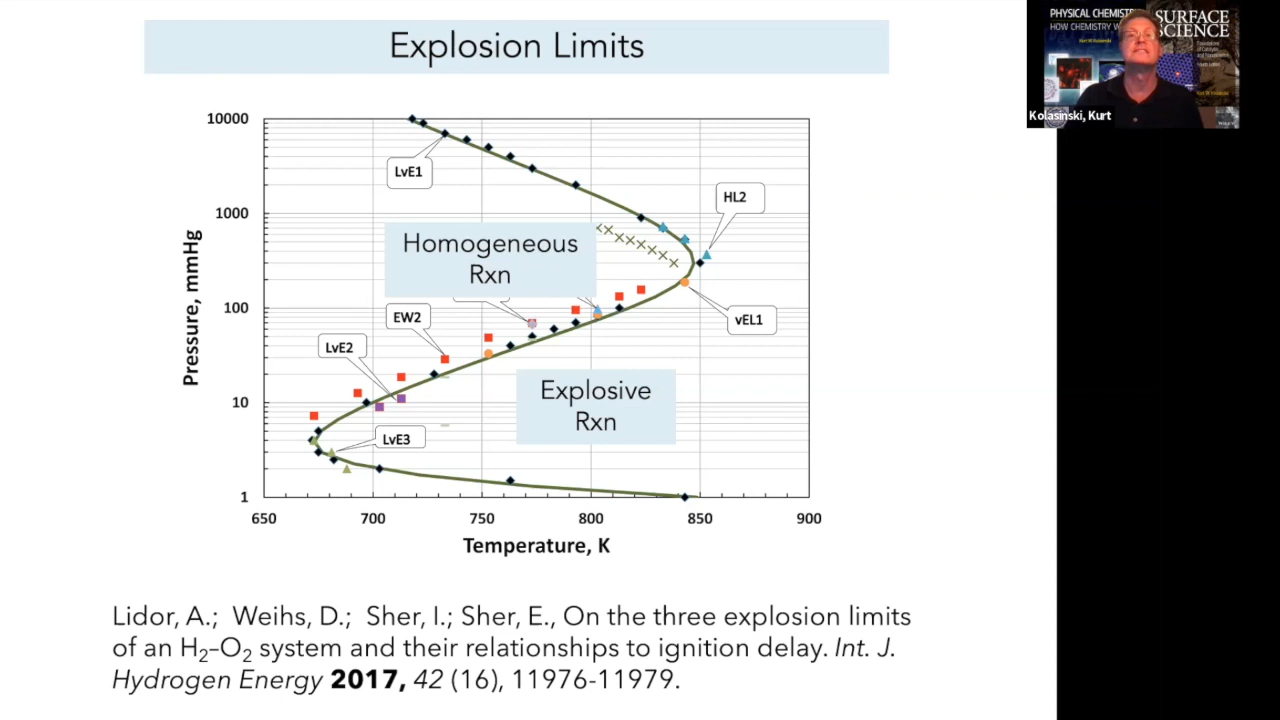 Explosion Limits
PHYSICAL CHEMIST
HOW CHEMISTRY W
Kurt W. Kolasinski
SURFACE
SCIENCE
Kolasinski, Kurt
10000
1000
100
10
1
Pressure, mmHg
LvE1
HL2
Homogeneous
Rxn
EW2
vEL1
LvE2
Explosive
Rxn
LvE3
650 700 750 800 850 900
Temperature, K
Lidor, A.; Weihs, D.; Sher, I.; Sher, E., On the three explosion limits
of an H₂–O₂ system and their relationships to ignition delay. Int. J.
Hydrogen Energy 2017, 42 (16), 11976-11979.